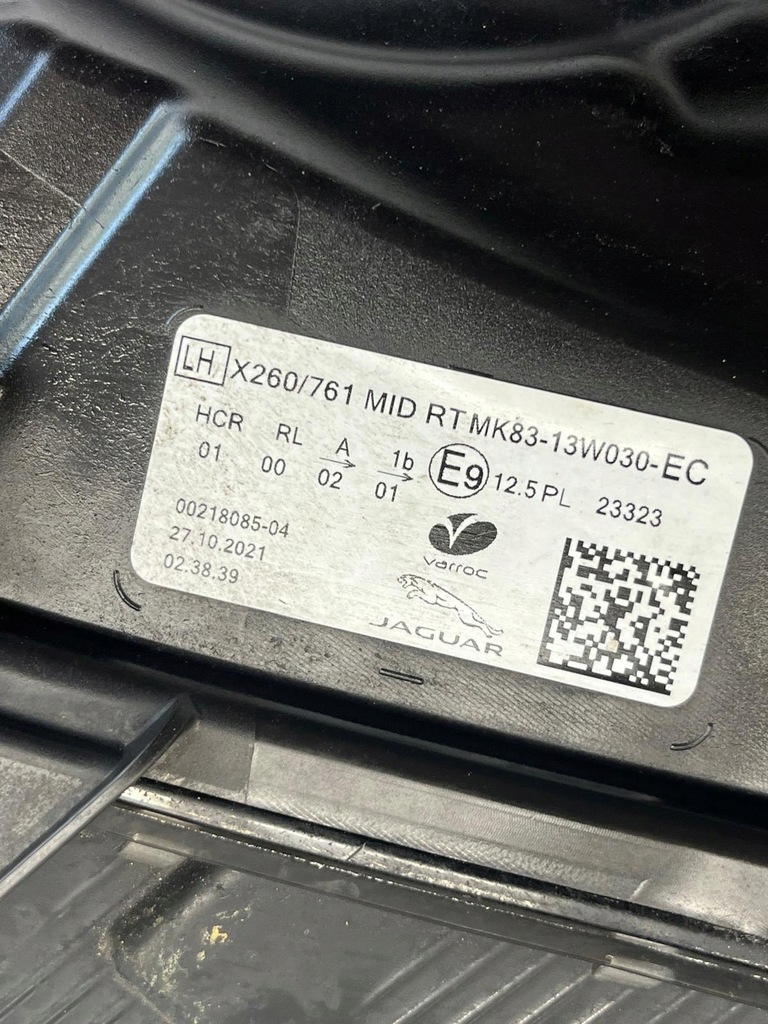 LH X260/761 MID RT MK83-13W030-EC
HCR RL A 1b E9 12.5 PL 23323
01 00 02 01
00218085-04
27.10.2021
02.38.39
varroc
JAGUAR